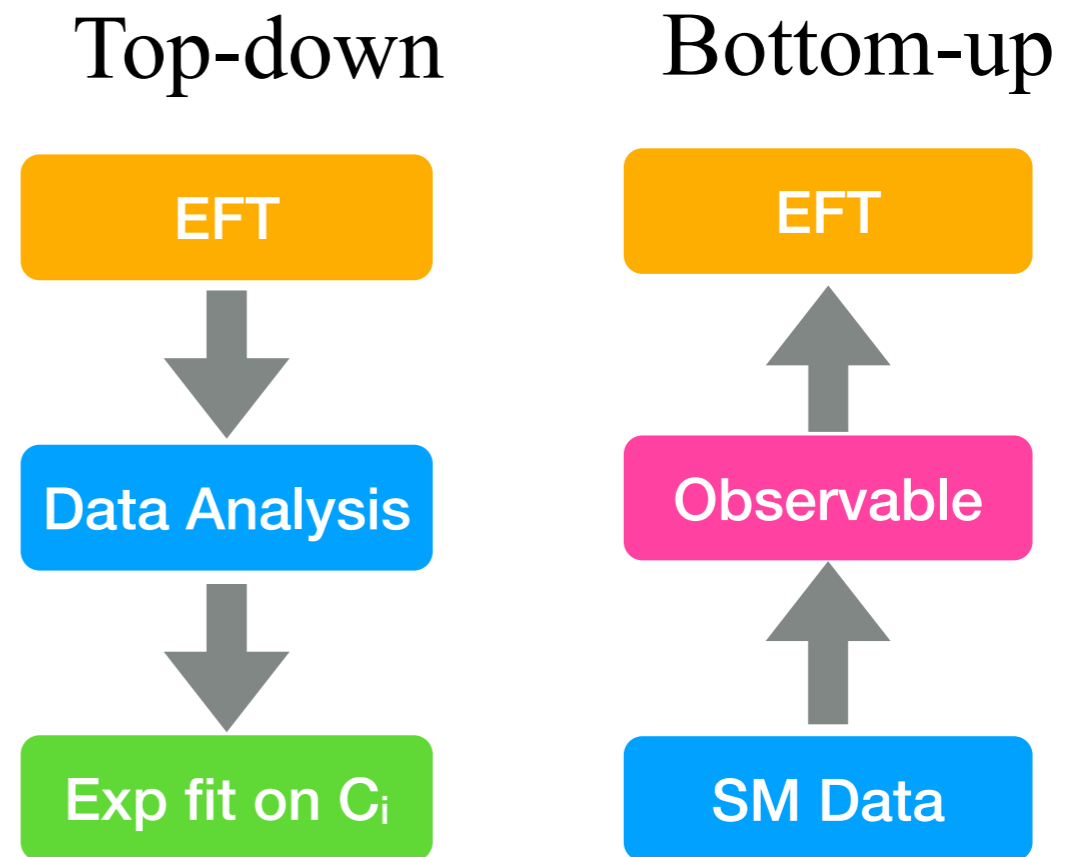 Top-down
EFT
Data Analysis
Exp fit on Cᵢ
Bottom-up
EFT
Observable
SM Data